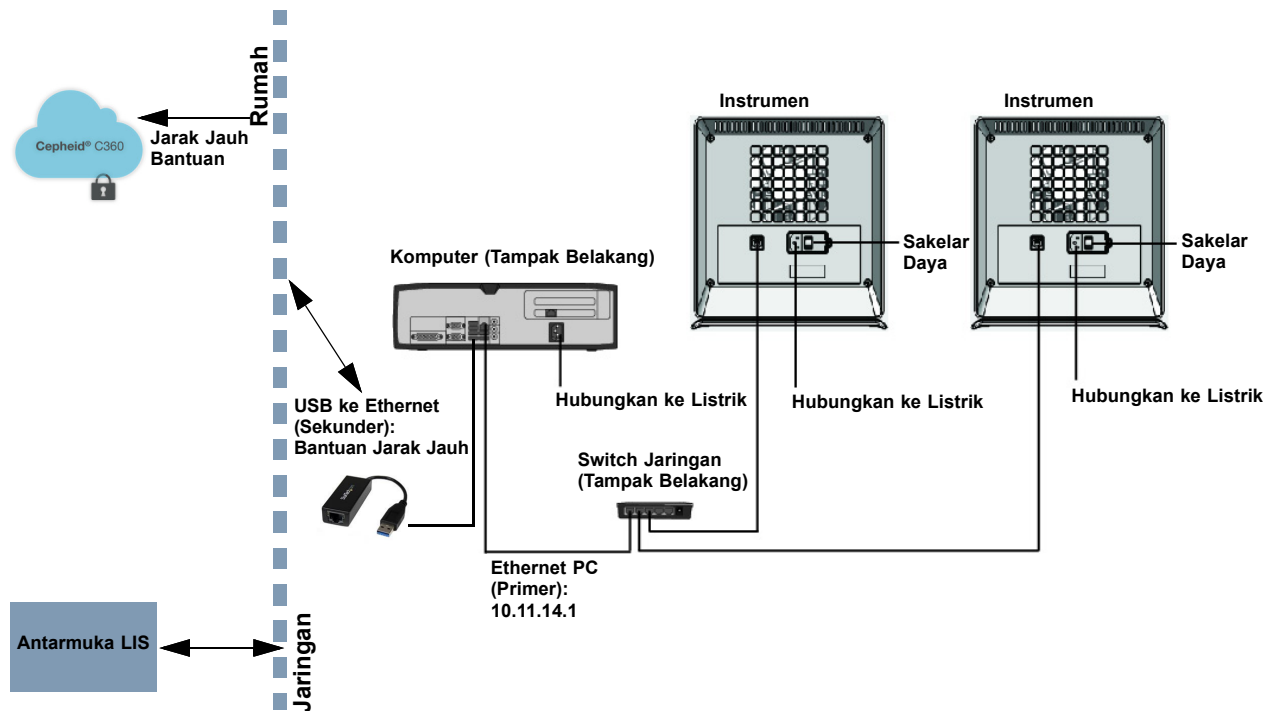 Rumah
Cepheid® C360
Jarak Jauh
Bantuan
Instrumen
Instrumen
Sakelar
Daya
Sakelar
Daya
Komputer (Tampak Belakang)
Hubungkan ke Listrik
Hubungkan ke Listrik
Hubungkan ke Listrik
USB ke Ethernet
(Sekunder):
Bantuan Jarak Jauh
Switch Jaringan
(Tampak Belakang)
Ethernet PC
(Primer):
10.11.14.1
Antarmuka LIS
Jaringan